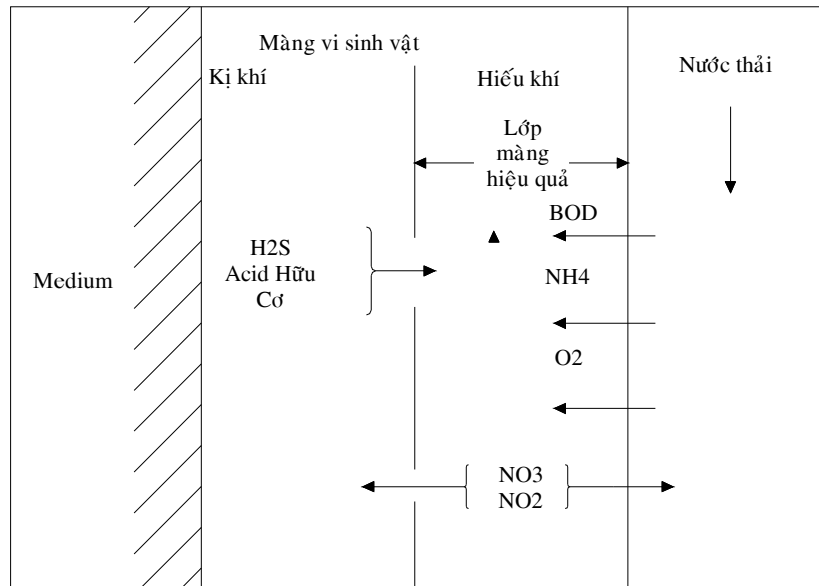 Màng vi sinh vật
Kị khí
Hiếu khí
Nước thải
Lớp
màng
hiệu quả
BOD
H2S
Acid Hữu
Cơ
Medium
NH4
O2
NO3
NO2